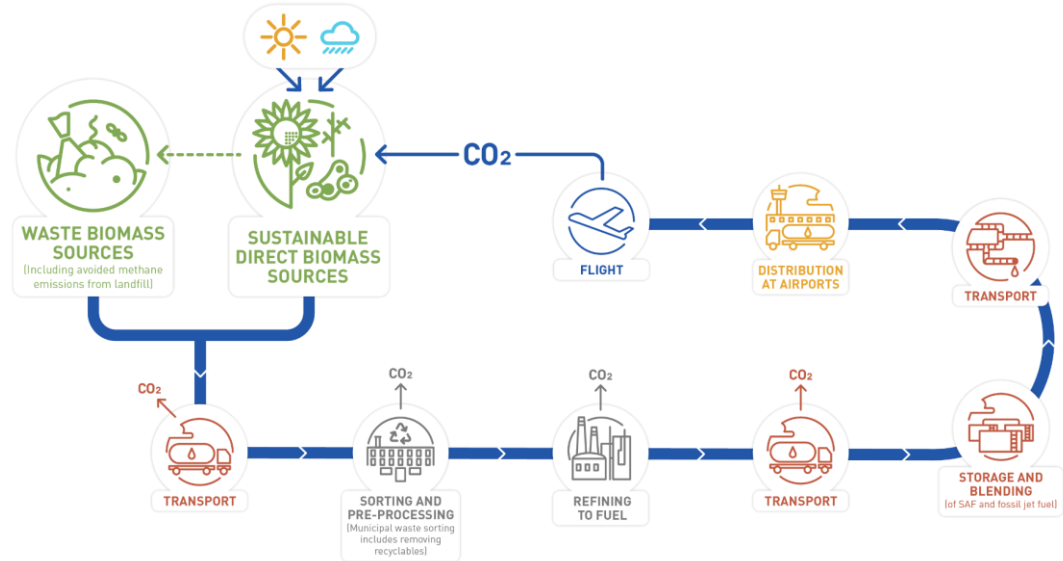 CO₂
WASTE BIOMASS
SOURCES
(Including avoided methane
emissions from landfill)
SUSTAINABLE
DIRECT BIOMASS
SOURCES
FLIGHT
DISTRIBUTION
AT AIRPORTS
TRANSPORT
CO₂
TRANSPORT
CO₂
SORTING AND
PRE-PROCESSING
(Municipal waste sorting
includes removing
recyclables)
CO₂
REFINING
TO FUEL
CO₂
TRANSPORT
STORAGE AND
BLENDING
(of SAF and fossil jet fuel)